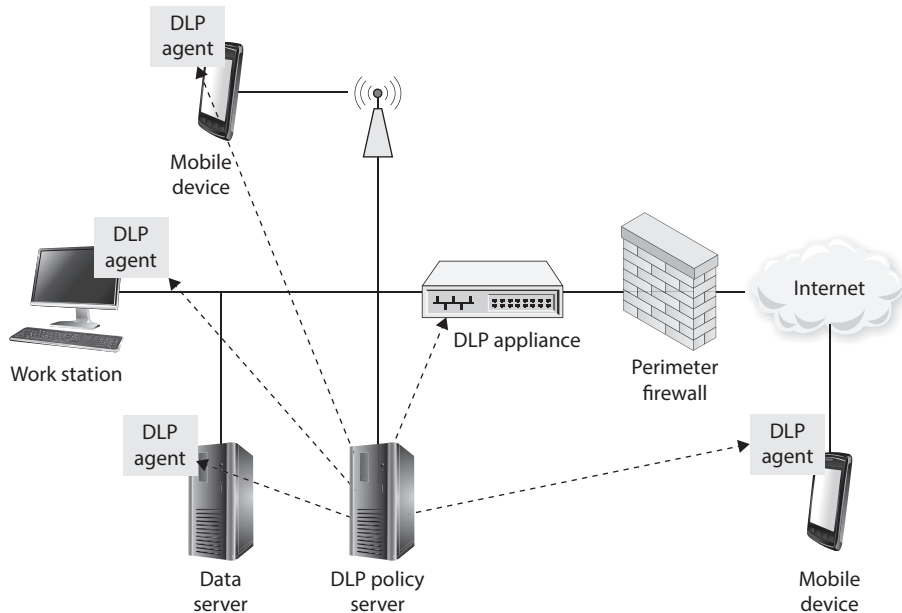 DLP
agent
Mobile
device
DLP
agent
Work station
DLP appliance
Perimeter
firewall
Internet
DLP
agent
Data
server
DLP policy
server
DLP
agent
Mobile
device